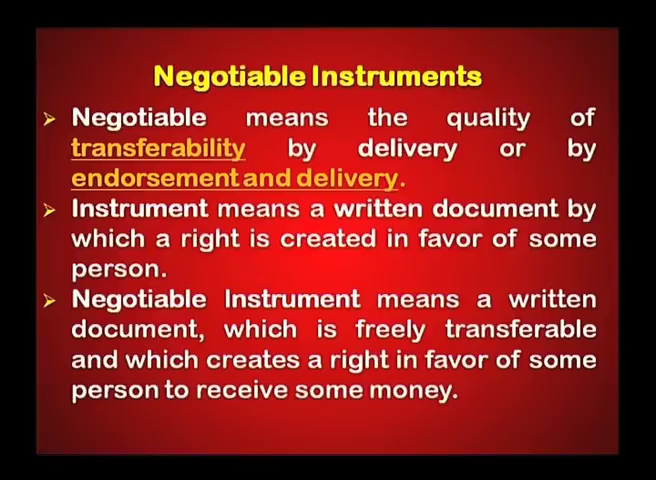 Negotiable Instruments
➢ Negotiable means the quality of
transferability by delivery or by
endorsement and delivery.
➢ Instrument means a written document by
which a right is created in favor of some
person.
➢ Negotiable Instrument means a written
document, which is freely transferable
and which creates a right in favor of some
person to receive some money.